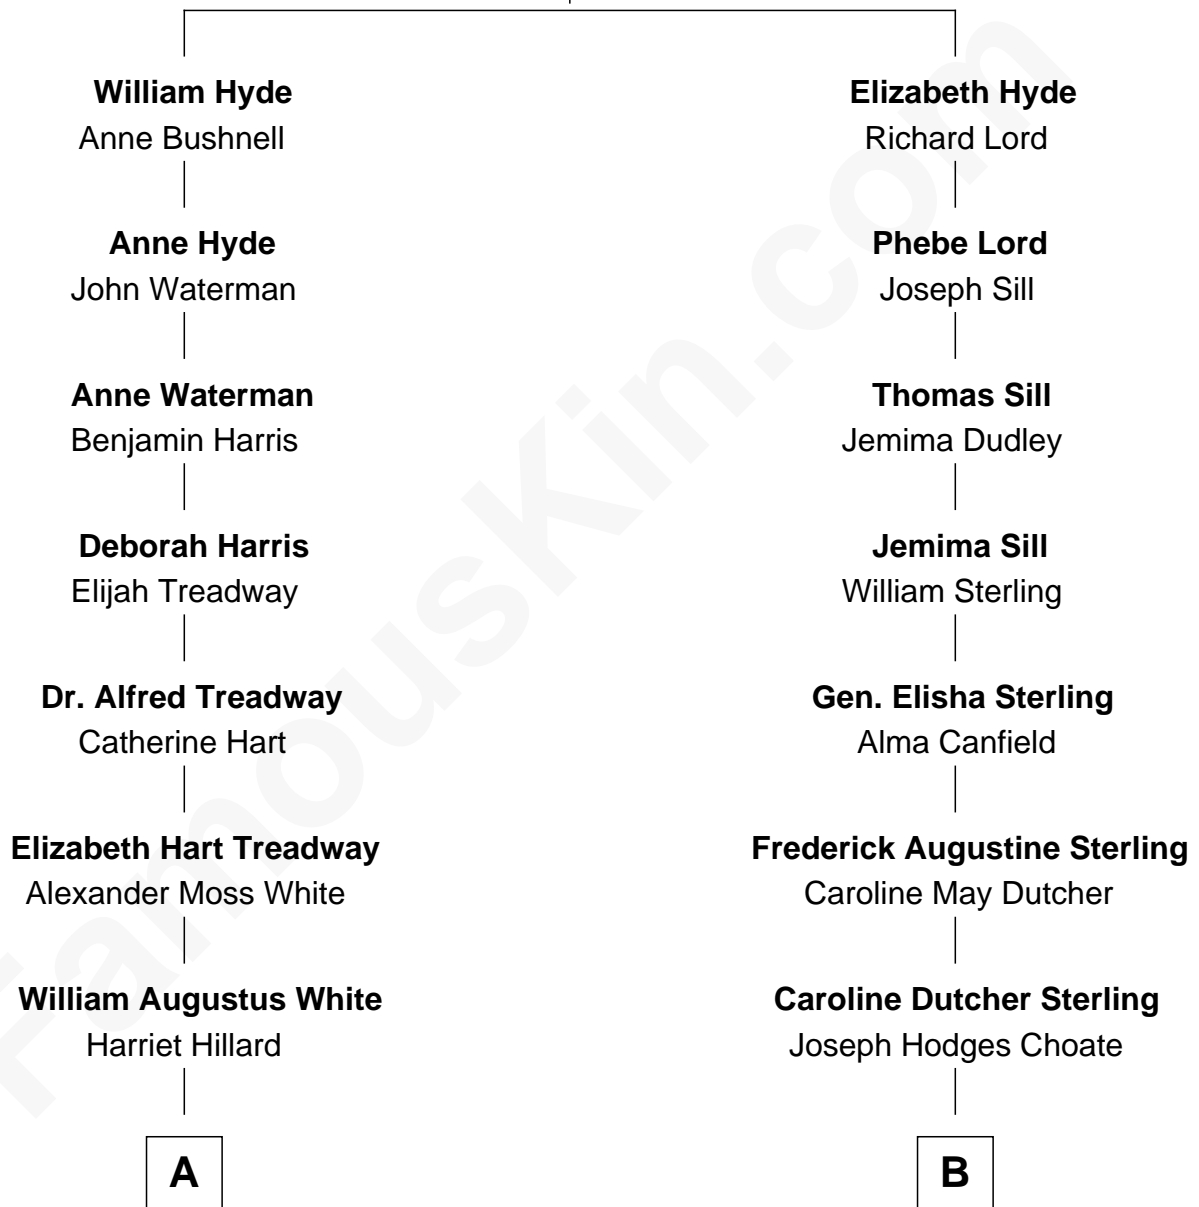 William Hyde
Anne Bushnell
Elizabeth Hyde
Richard Lord
Anne Hyde
John Waterman
Phebe Lord
Joseph Sill
Anne Waterman
Benjamin Harris
Thomas Sill
Jemima Dudley
Deborah Harris
Elijah Treadway
Jemima Sill
William Sterling
Dr. Alfred Treadway
Catherine Hart
Gen. Elisha Sterling
Alma Canfield
Elizabeth Hart Treadway
Alexander Moss White
Frederick Augustine Sterling
Caroline May Dutcher
William Augustus White
Harriet Hillard
Caroline Dutcher Sterling
Joseph Hodges Choate
A
B
FamousKin.com